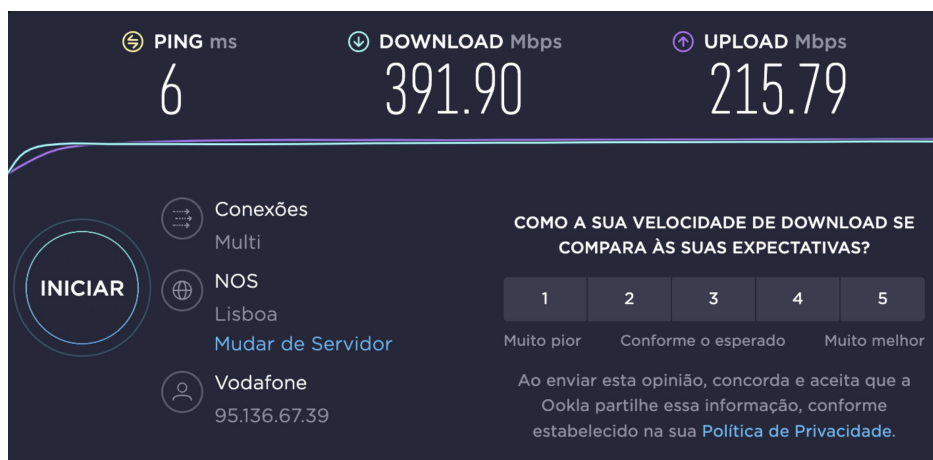 PING ms
6
DOWNLOAD Mbps
391.90
UPLOAD Mbps
215.79
INICIAR
Conexões
Multi
NOS
Lisboa
Mudar de Servidor
Vodafone
95.136.67.39
COMO A SUA VELOCIDADE DE DOWNLOAD SE
COMPARA ÀS SUAS EXPECTATIVAS?
1 2 3 4 5
Muito pior Conforme o esperado Muito melhor
Ao enviar esta opinião, concorda e aceita que a
Ookla partilhe essa informação, conforme
estabelecido na sua Política de Privacidade.